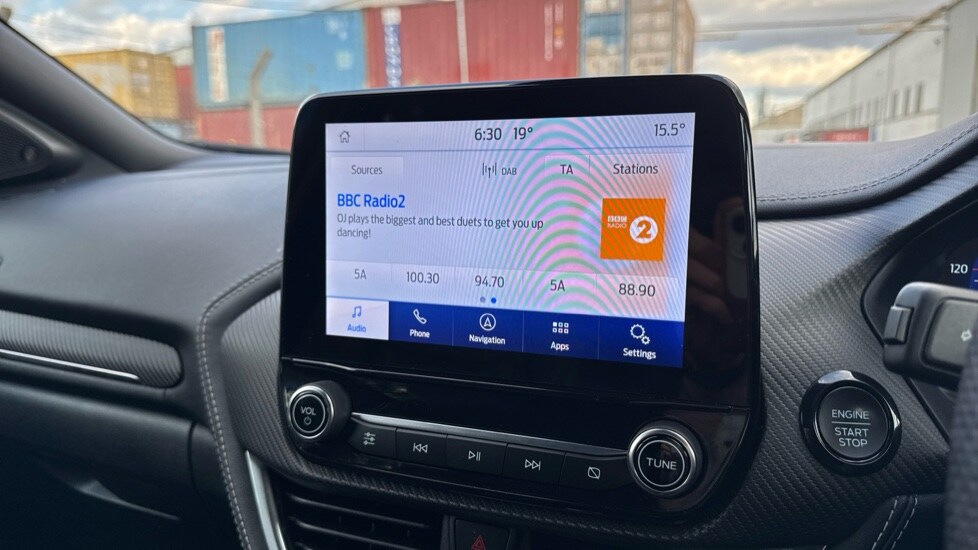 6:30 19° 15.5°
Sources DAB TA Stations
BBC Radio2
OJ plays the biggest and best duets to get you up
dancing!
BBC
RADIO
2
5A 100.30 94.70 5A 88.90
Audio Phone Navigation Apps Settings
VOL
TUNE
ENGINE
START
STOP
120